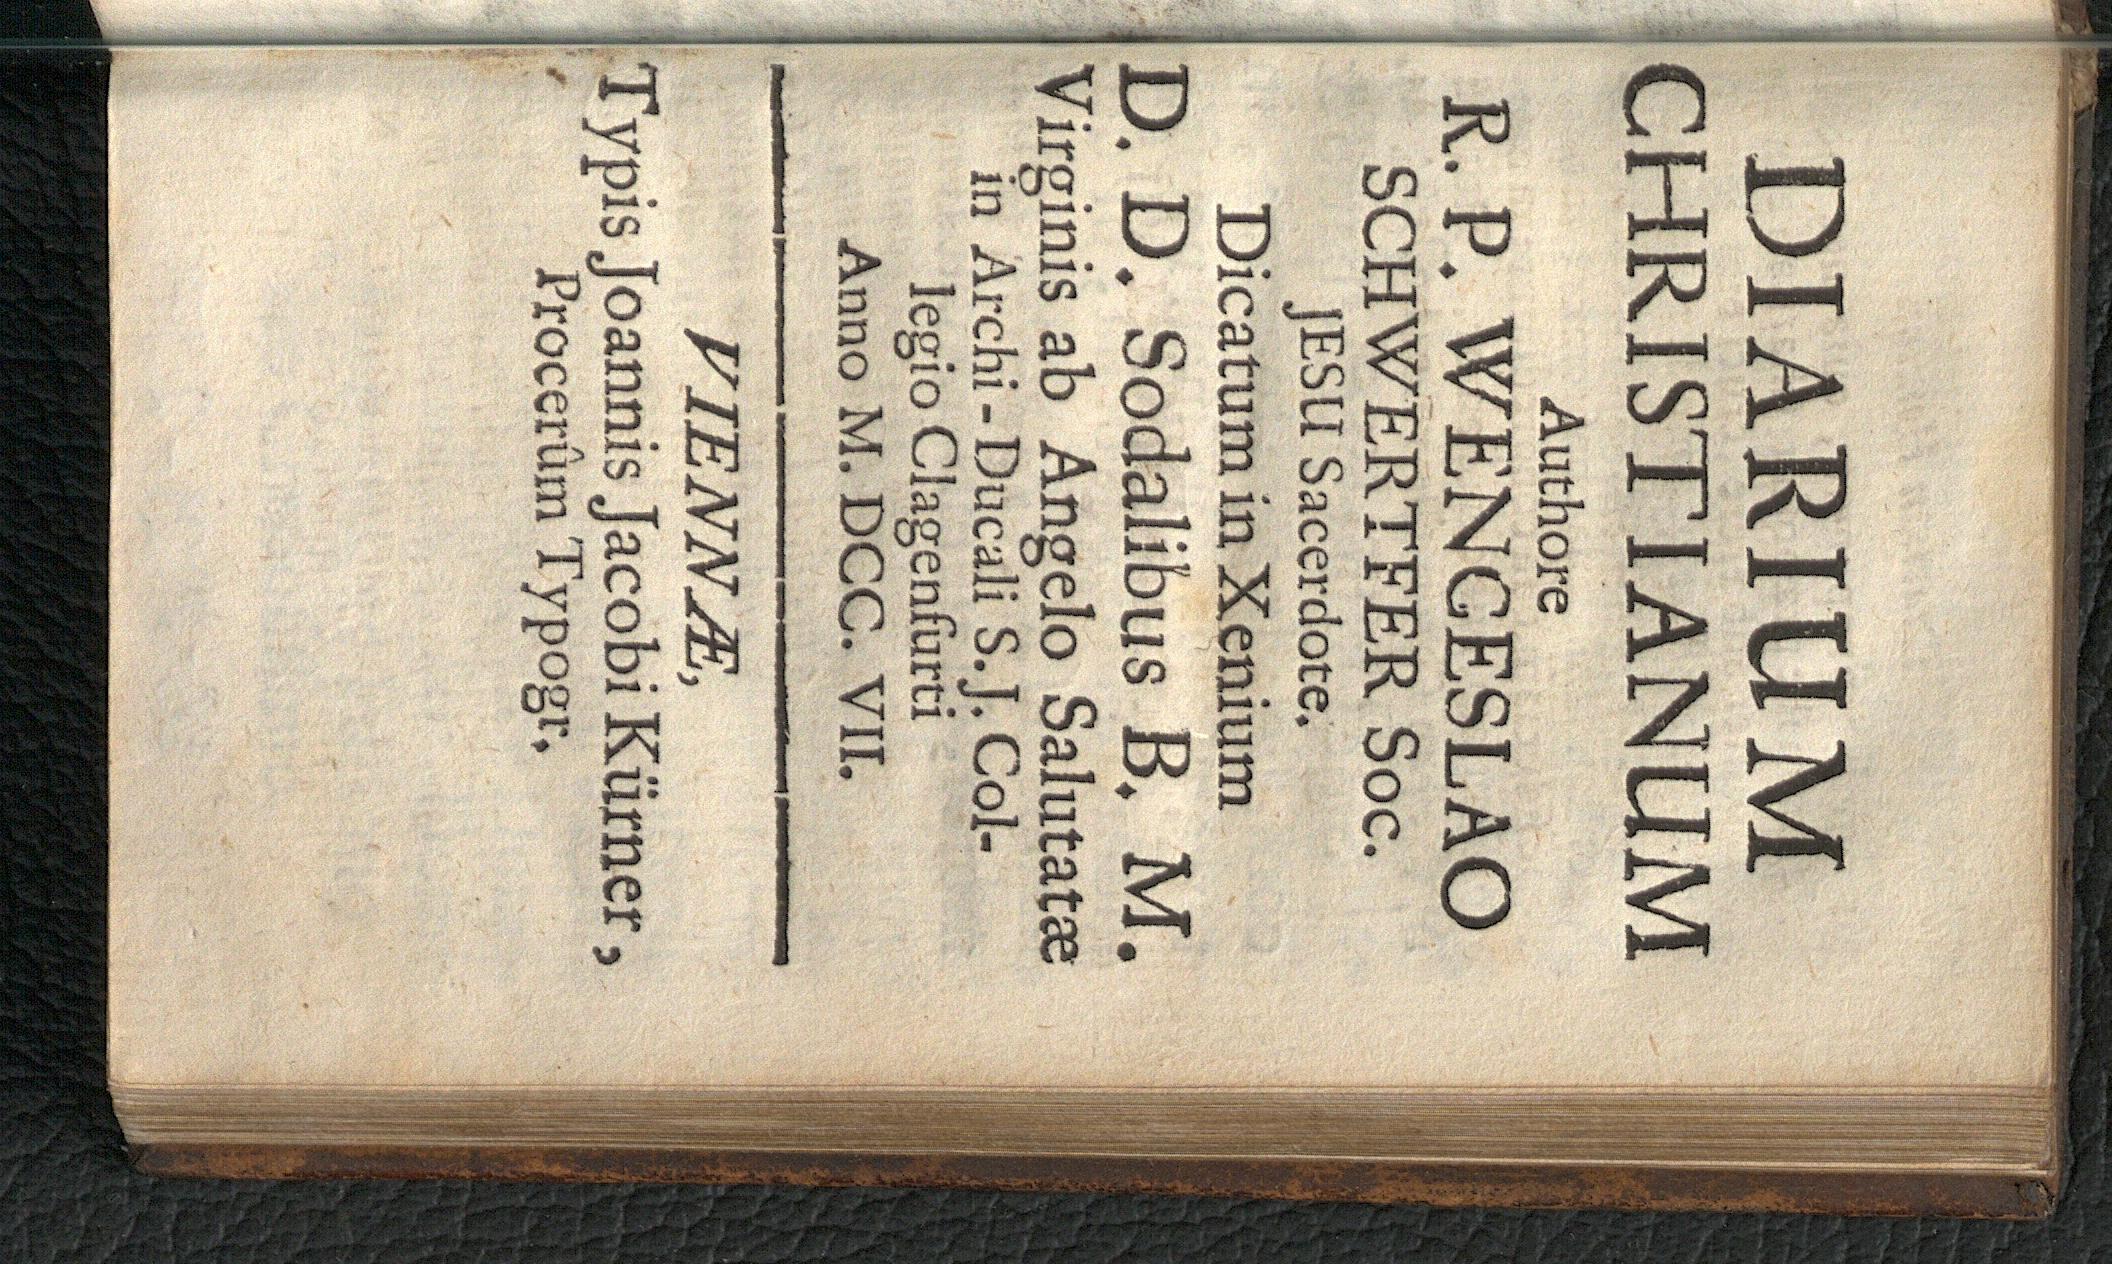 DIARIUM
CHRISTIANUM
Authore
R. P. WENCESLAO
SCHWERTFER Soc.
JESU Sacerdote.
Dicatum in Xenium
D. D. Sodalibus B. M.
Virginis ab Angelo Salutatæ
in Archi-Ducali S. J. Col-
legio Clagenfurti
Anno M. DCC. VII.
VIENNÆ,
Typis Joannis Jacobi Kürner,
Procerûm Typogr.